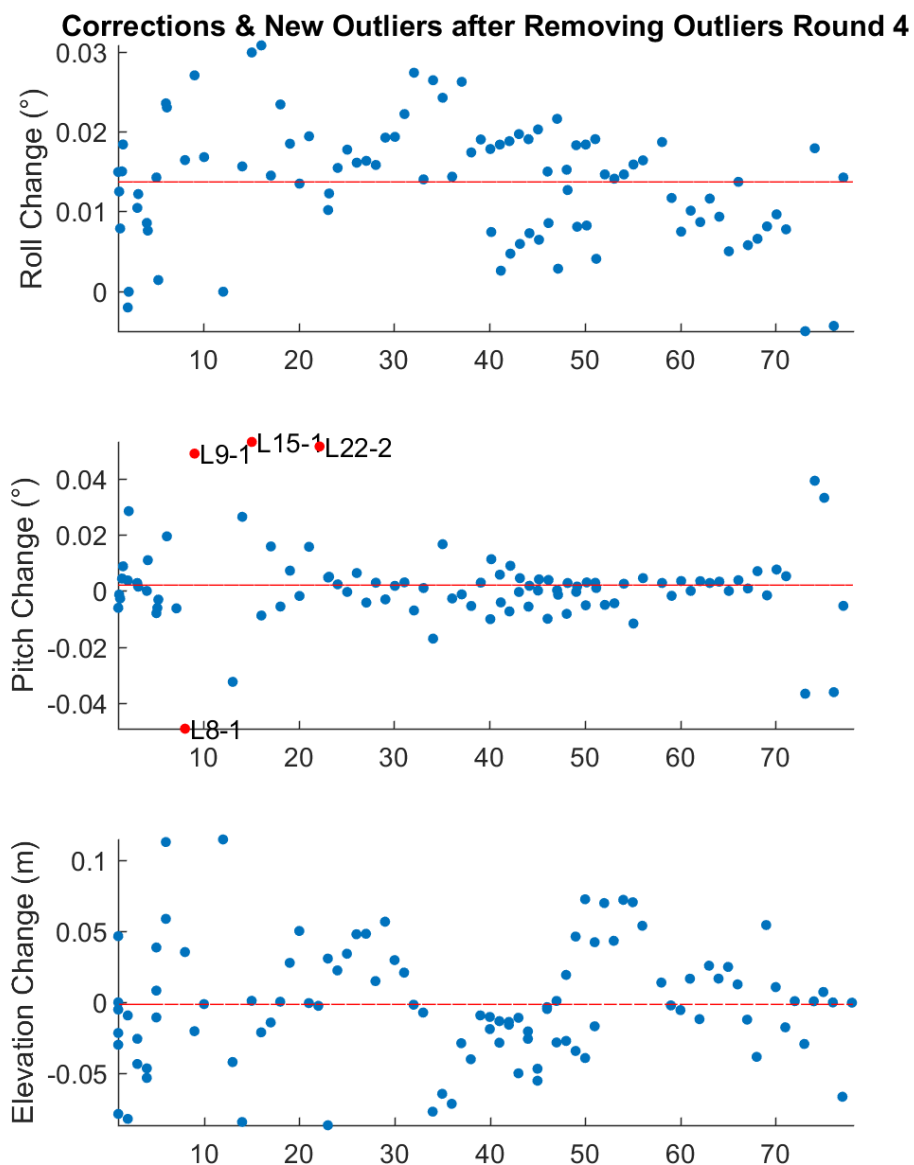 Corrections & New Outliers after Removing Outliers Round 4
Roll Change (°)
0.03
0.02
0.01
0
10 20 30 40 50 60 70
Pitch Change (°)
0.04
0.02
0
-0.02
-0.04
L9-1
L15-1
L22-2
L8-1
10 20 30 40 50 60 70
Elevation Change (m)
0.1
0.05
0
-0.05
10 20 30 40 50 60 70